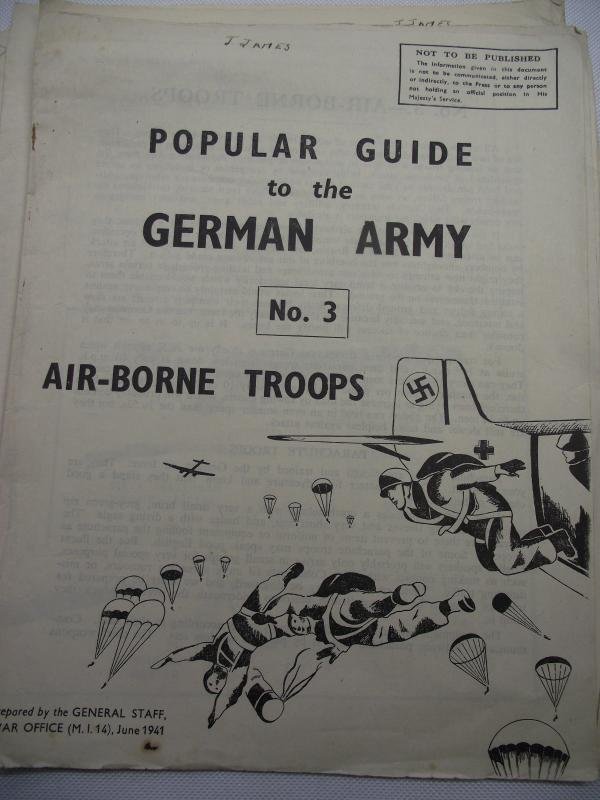 J JAMES
J JAMES
NOT TO BE PUBLISHED
The information given in this document
is not to be communicated, either directly
or indirectly, to the Press or to any person
not holding an official position in His
Majesty's Service.
POPULAR GUIDE
to the
GERMAN ARMY
No. 3
AIR-BORNE TROOPS
repared by the GENERAL STAFF,
AR OFFICE (M.I.14), June 1941